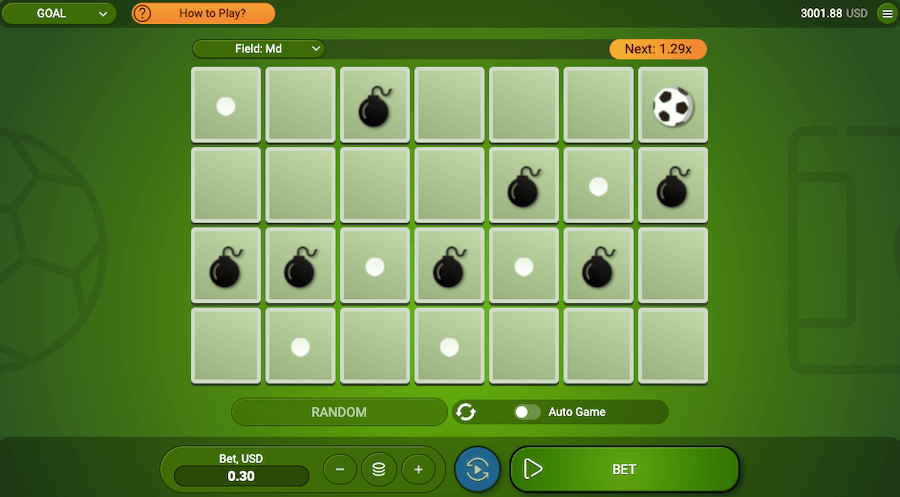 GOAL
? How to Play?
3001.88 USD
Field: Md
Next: 1.29x
RANDOM
Auto Game
Bet, USD
0.30
− +
BET